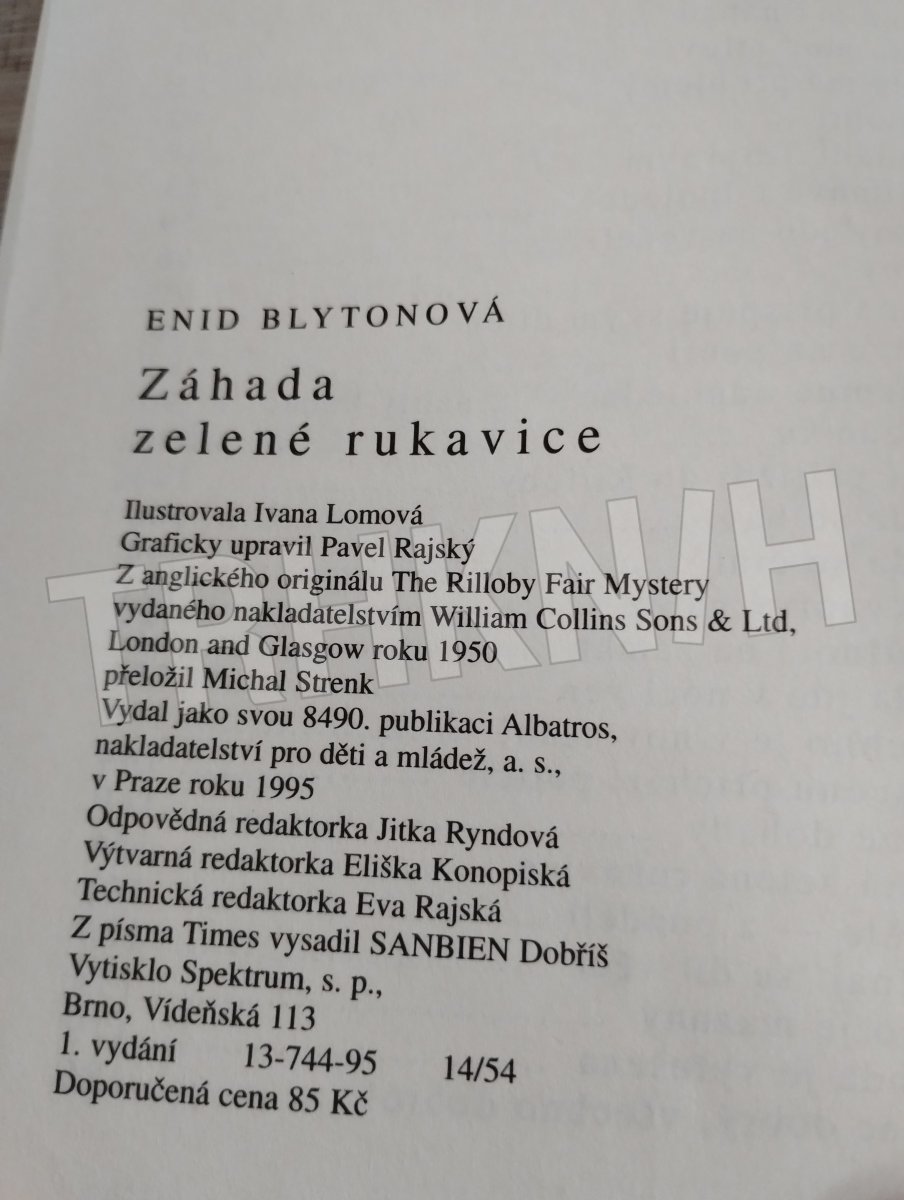 ENID BLYTONOVÁ
Záhada
zelené rukavice
Ilustrovala Ivana Lomová
Graficky upravil Pavel Rajský
Z anglického originálu The Rilloby Fair Mystery
vydaného nakladatelstvím William Collins Sons & Ltd,
London and Glasgow roku 1950
přeložil Michal Strenk
Vydal jako svou 8490. publikaci Albatros,
nakladatelství pro děti a mládež, a. s.,
v Praze roku 1995
Odpovědná redaktorka Jitka Ryndová
Výtvarná redaktorka Eliška Konopiská
Technická redaktorka Eva Rajská
Z písma Times vysadil SANBIEN Dobříš
Vytisklo Spektrum, s. p.,
Brno, Vídeňská 113
1. vydání 13-744-95 14/54
Doporučená cena 85 Kč
TRHKNIH